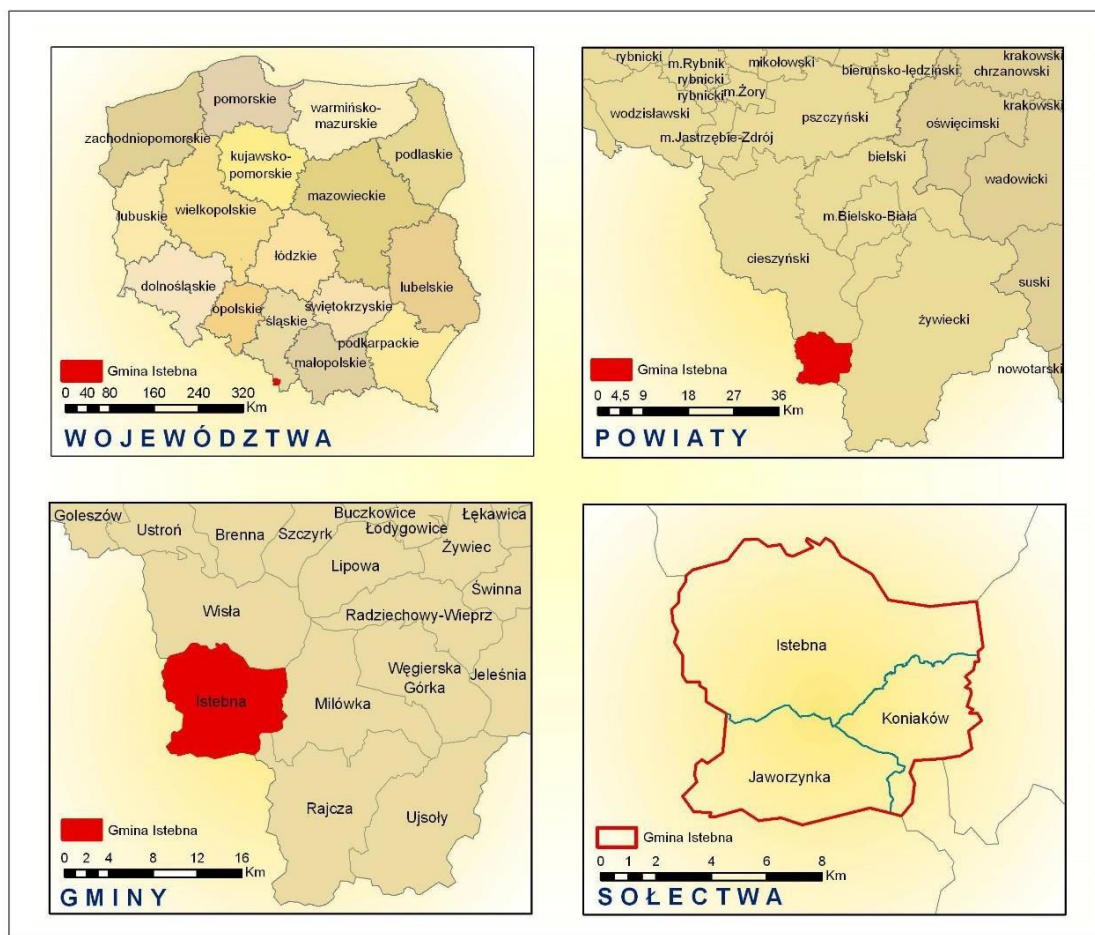 pomorskie
warmińsko-
mazurskie
zachodniopomorskie
podlaskie
kujawsko-
pomorskie
mazowieckie
lubuskie
wielkopolskie
łódzkie
dolnośląskie
lubelskie
opolskie
śląskie
świętokrzyskie
podkarpackie
małopolskie
Gmina Istebna
0 40 80 160 240 320
Km
WOJEWÓDZTWA
rybnicki
m.Rybnik
mikołowski
krakowski
bieruńsko-lędziński
chrzanowski
rybnicki
m.Żory
rybnicki
krakowski
wodzisławski
pszczyński
oświęcimski
m.Jastrzębie-Zdrój
bielski
wadowicki
m.Bielsko-Biała
cieszyński
suski
żywiecki
nowotarski
Gmina Istebna
0 4,5 9 18 27 36
Km
POWIATY
Goleszów
Ustroń
Brenna
Szczyrk
Buczkowice
Łodygowice
Łękawica
Żywiec
Lipowa
Świnna
Wisła
Radziechowy-Wieprz
Węgierska
Górka
Jeleśnia
Istebna
Milówka
Rajcza
Ujsoły
Gmina Istebna
0 2 4 8 12 16
Km
GMINY
Istebna
Koniaków
Jaworzynka
Gmina Istebna
0 1 2 4 6 8
Km
SOŁECTWA